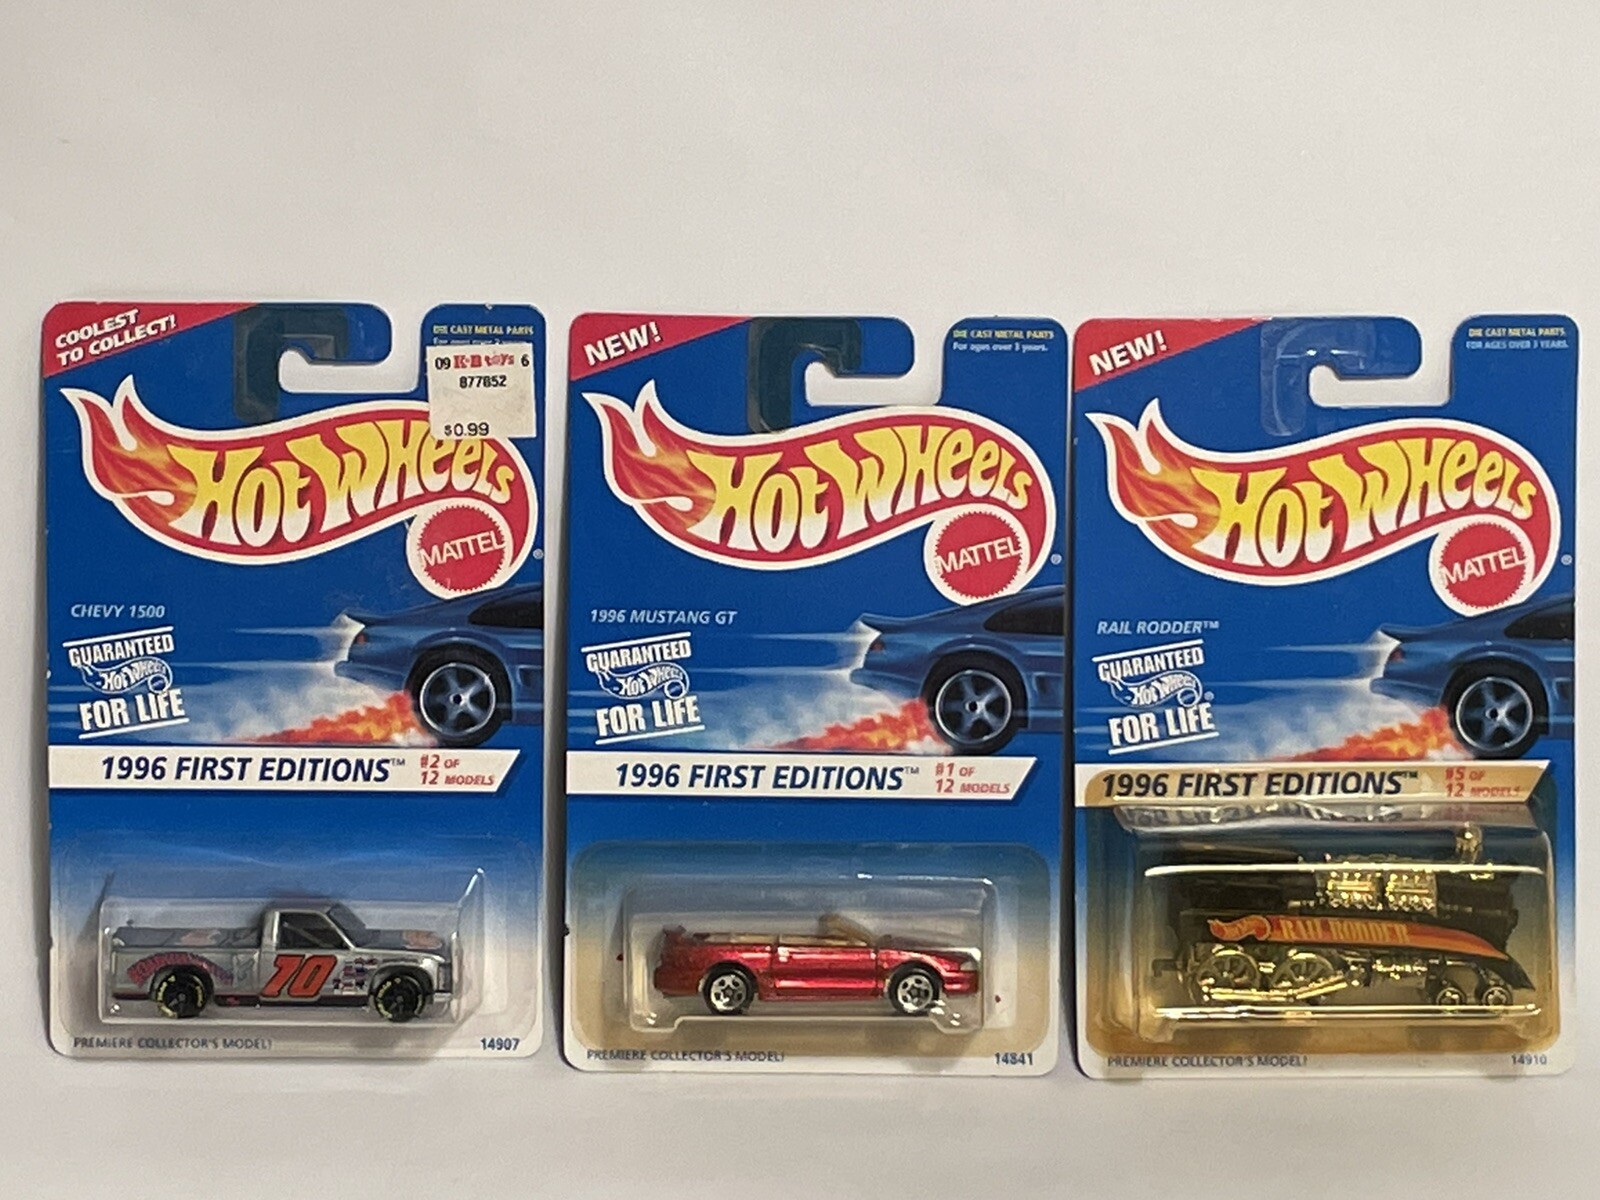 COOLEST
TO COLLECT!
DIE CAST METAL PARTS
09 K·B toys 6
877852
$0.99
HOT WHEELS
MATTEL
®
CHEVY 1500
GUARANTEED
Hot Wheels
FOR LIFE
1996 FIRST EDITIONS™ #2 OF
12 MODELS
10
PREMIERE COLLECTOR'S MODEL!
14907
NEW!
DIE CAST METAL PARTS
For ages over 3 years.
HOT WHEELS
MATTEL
®
1996 MUSTANG GT
GUARANTEED
Hot Wheels
FOR LIFE
1996 FIRST EDITIONS™ #1 OF
12 MODELS
PREMIERE COLLECTOR'S MODEL!
14841
NEW!
DIE CAST METAL PARTS
FOR AGES OVER 3 YEARS.
HOT WHEELS
MATTEL
®
RAIL RODDER™
GUARANTEED
Hot Wheels
®
FOR LIFE
1996 FIRST EDITIONS™ #5 OF
12 MODELS
RAIL RODDER
PREMIERE COLLECTOR'S MODEL!
14910